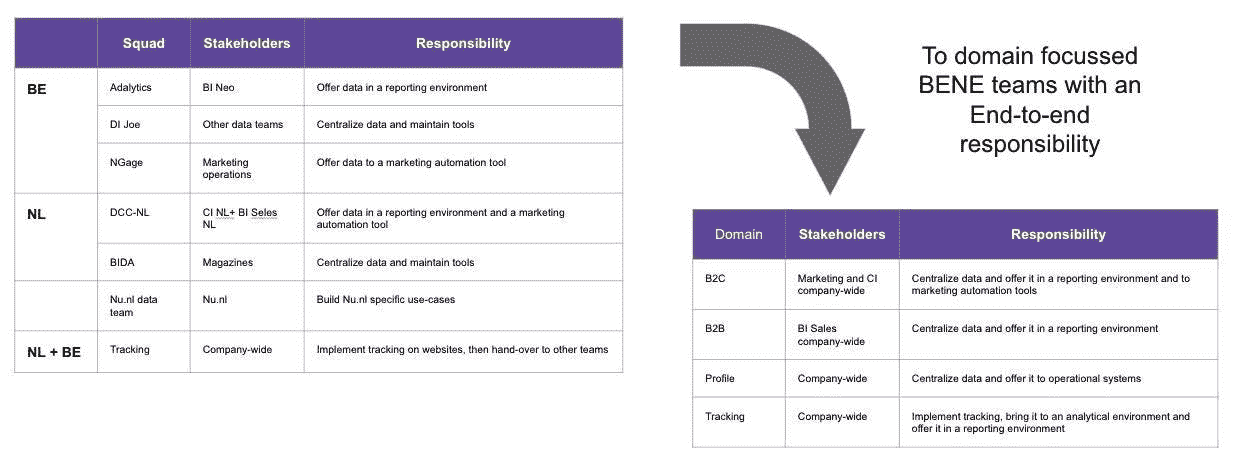 Squad Stakeholders Responsibility
BE Adalytics BI Neo Offer data in a reporting environment
DI Joe Other data teams Centralize data and maintain tools
NGage Marketing Offer data to a marketing automation tool
operations
NL DCC-NL CI NL+ BI Seles Offer data in a reporting environment and a marketing
NL automation tool
BIDA Magazines Centralize data and maintain tools
Nu.nl data Nu.nl Build Nu.nl specific use-cases
team
NL + BE Tracking Company-wide Implement tracking on websites, then hand-over to other teams
To domain focussed
BENE teams with an
End-to-end
responsibility
Domain Stakeholders Responsibility
B2C Marketing and CI Centralize data and offer it in a reporting environment and to
company-wide marketing automation tools
B2B BI Sales Centralize data and offer it in a reporting environment
company-wide
Profile Company-wide Centralize data and offer it to operational systems
Tracking Company-wide Implement tracking, bring it to an analytical environment and
offer it in a reporting environment